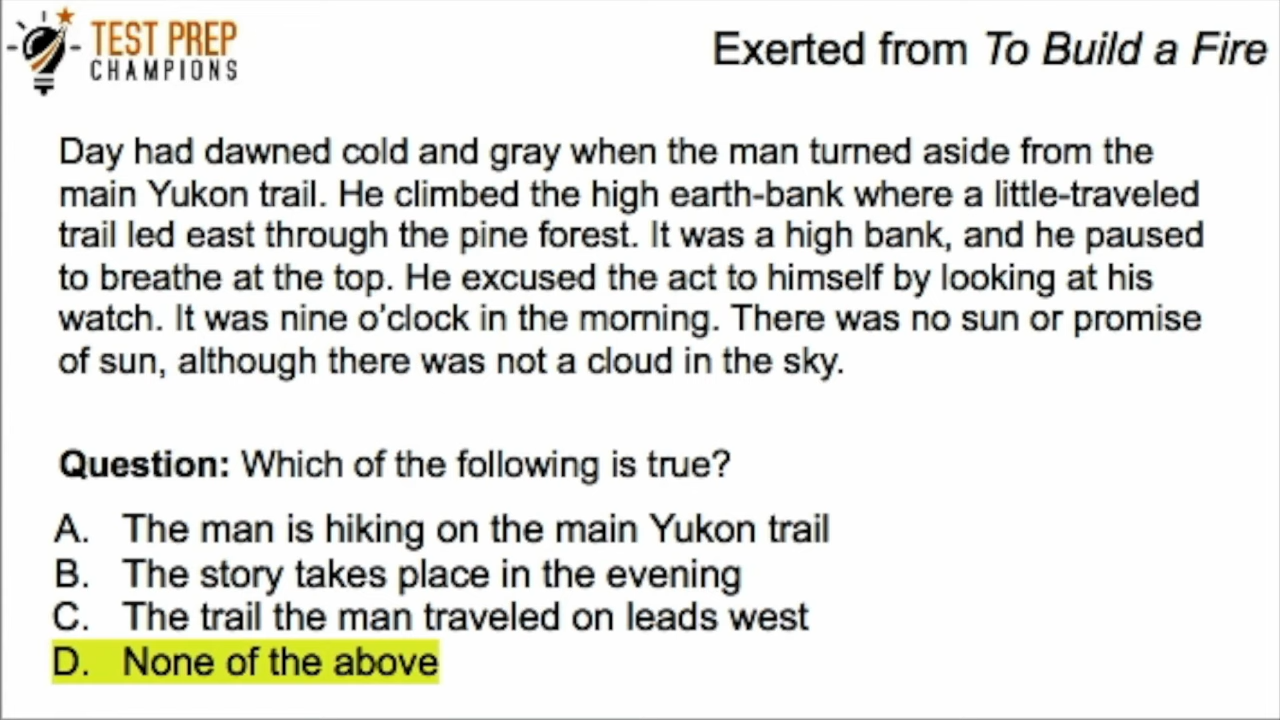 TEST PREP
CHAMPIONS
Exerted from To Build a Fire
Day had dawned cold and gray when the man turned aside from the
main Yukon trail. He climbed the high earth-bank where a little-traveled
trail led east through the pine forest. It was a high bank, and he paused
to breathe at the top. He excused the act to himself by looking at his
watch. It was nine o'clock in the morning. There was no sun or promise
of sun, although there was not a cloud in the sky.
Question: Which of the following is true?
A. The man is hiking on the main Yukon trail
B. The story takes place in the evening
C. The trail the man traveled on leads west
D. None of the above